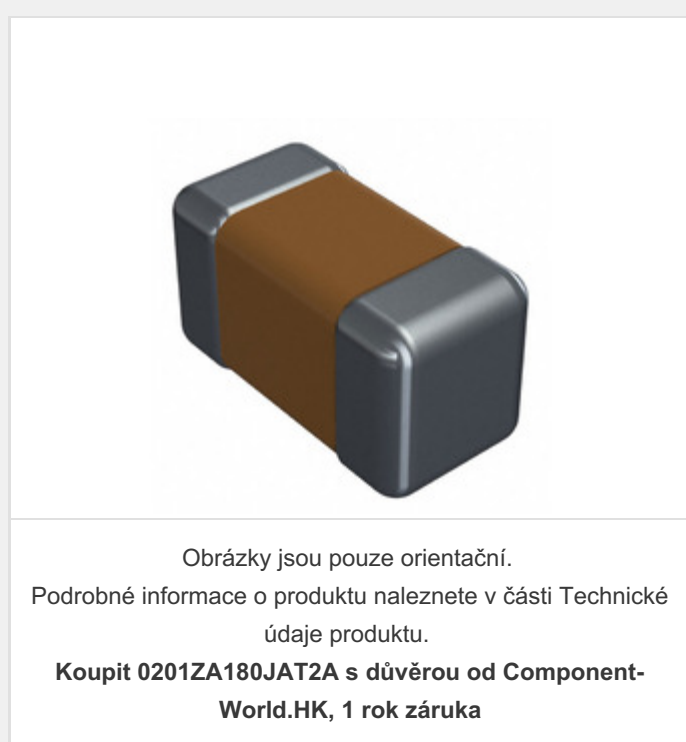 Obrázky jsou pouze orientační.
Podrobné informace o produktu naleznete v části Technické
údaje produktu.
Koupit 0201ZA180JAT2A s důvěrou od Component-
World.HK, 1 rok záruka